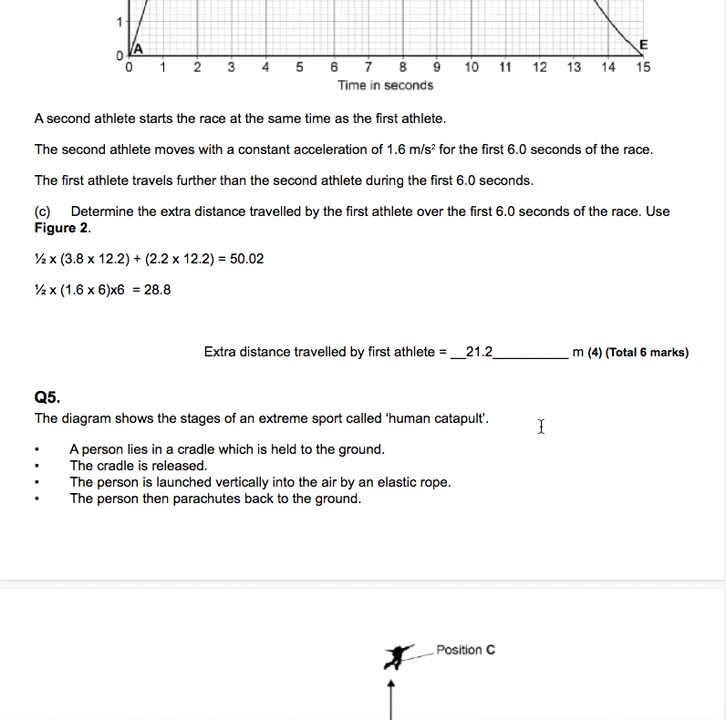 1
0
A
E
0 1 2 3 4 5 6 7 8 9 10 11 12 13 14 15
Time in seconds
A second athlete starts the race at the same time as the first athlete.
The second athlete moves with a constant acceleration of 1.6 m/s² for the first 6.0 seconds of the race.
The first athlete travels further than the second athlete during the first 6.0 seconds.
(c) Determine the extra distance travelled by the first athlete over the first 6.0 seconds of the race. Use
Figure 2.
½ x (3.8 x 12.2) + (2.2 x 12.2) = 50.02
½ x (1.6 x 6)x6 = 28.8
Extra distance travelled by first athlete = __21.2__________ m (4) (Total 6 marks)
Q5.
The diagram shows the stages of an extreme sport called 'human catapult'.
• A person lies in a cradle which is held to the ground.
• The cradle is released.
• The person is launched vertically into the air by an elastic rope.
• The person then parachutes back to the ground.
Position C